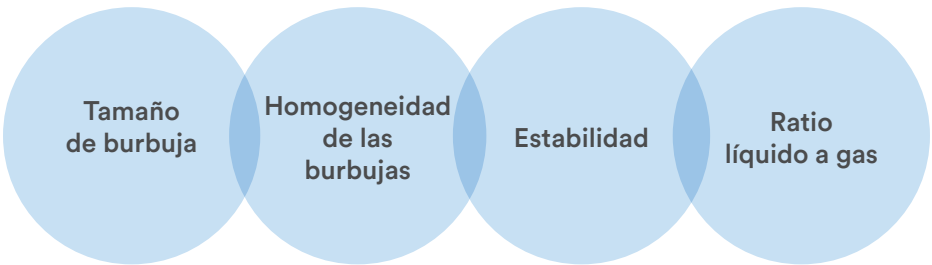 Tamaño
de burbuja
Homogeneidad
de las
burbujas
Estabilidad
Ratio
líquido a gas